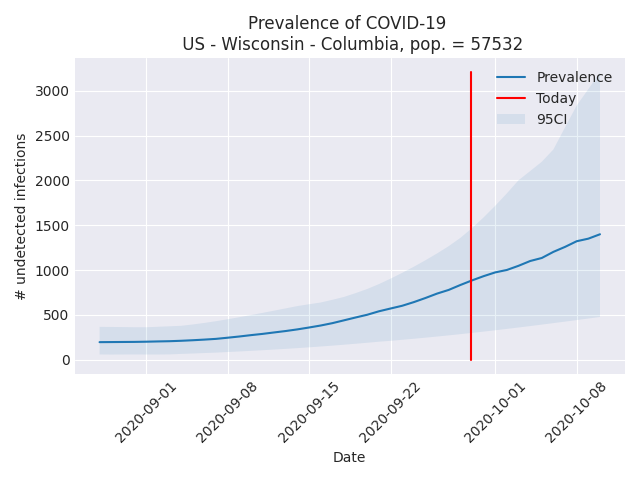 Prevalence of COVID-19
US - Wisconsin - Columbia, pop. = 57532
Prevalence
Today
95CI
# undetected infections
3000
2500
2000
1500
1000
500
0
2020-09-01
2020-09-08
2020-09-15
2020-09-22
2020-10-01
2020-10-08
Date